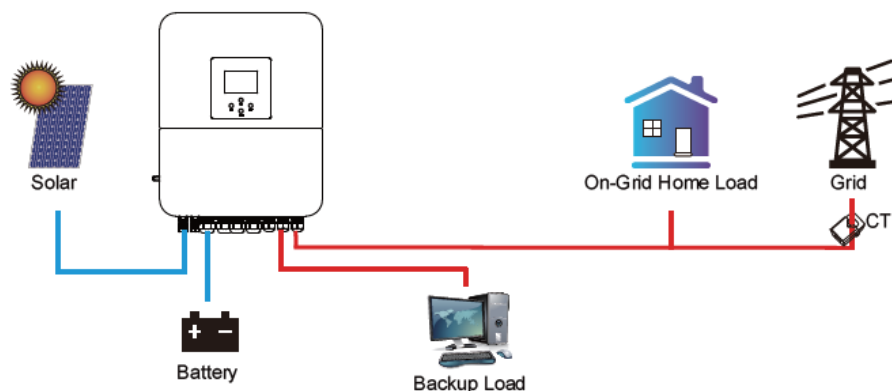 Solar
On-Grid Home Load
Grid
CT
Battery
Backup Load